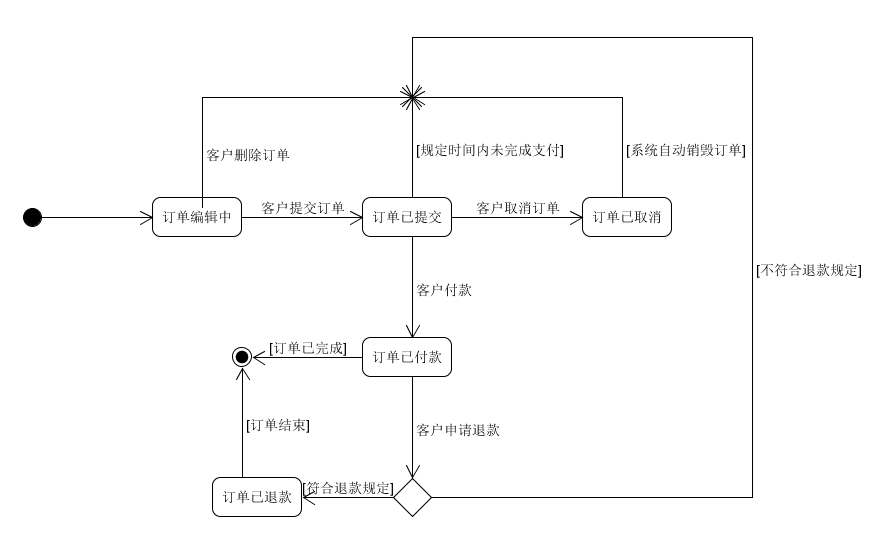 客户删除订单
[规定时间内未完成支付]
[系统自动销毁订单]
订单编辑中
客户提交订单
订单已提交
客户取消订单
订单已取消
[不符合退款规定]
客户付款
[订单已完成]
订单已付款
[订单结束]
客户申请退款
订单已退款
[符合退款规定]